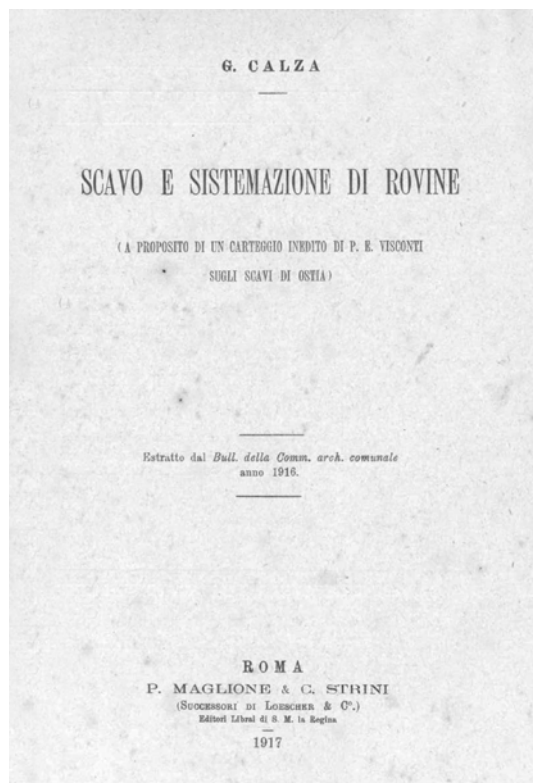 G. CALZA
SCAVO E SISTEMAZIONE DI ROVINE
(A PROPOSITO DI UN CARTEGGIO INEDITO DI P. E. VISCONTI
SUGLI SCAVI DI OSTIA)
Estratto dal Bull. della Comm. arch. comunale
anno 1916.
ROMA
P. MAGLIONE & C. STRINI
(SUCCESSORI DI LOESCHER & C°.)
Editori Librai di S. M. la Regina
1917